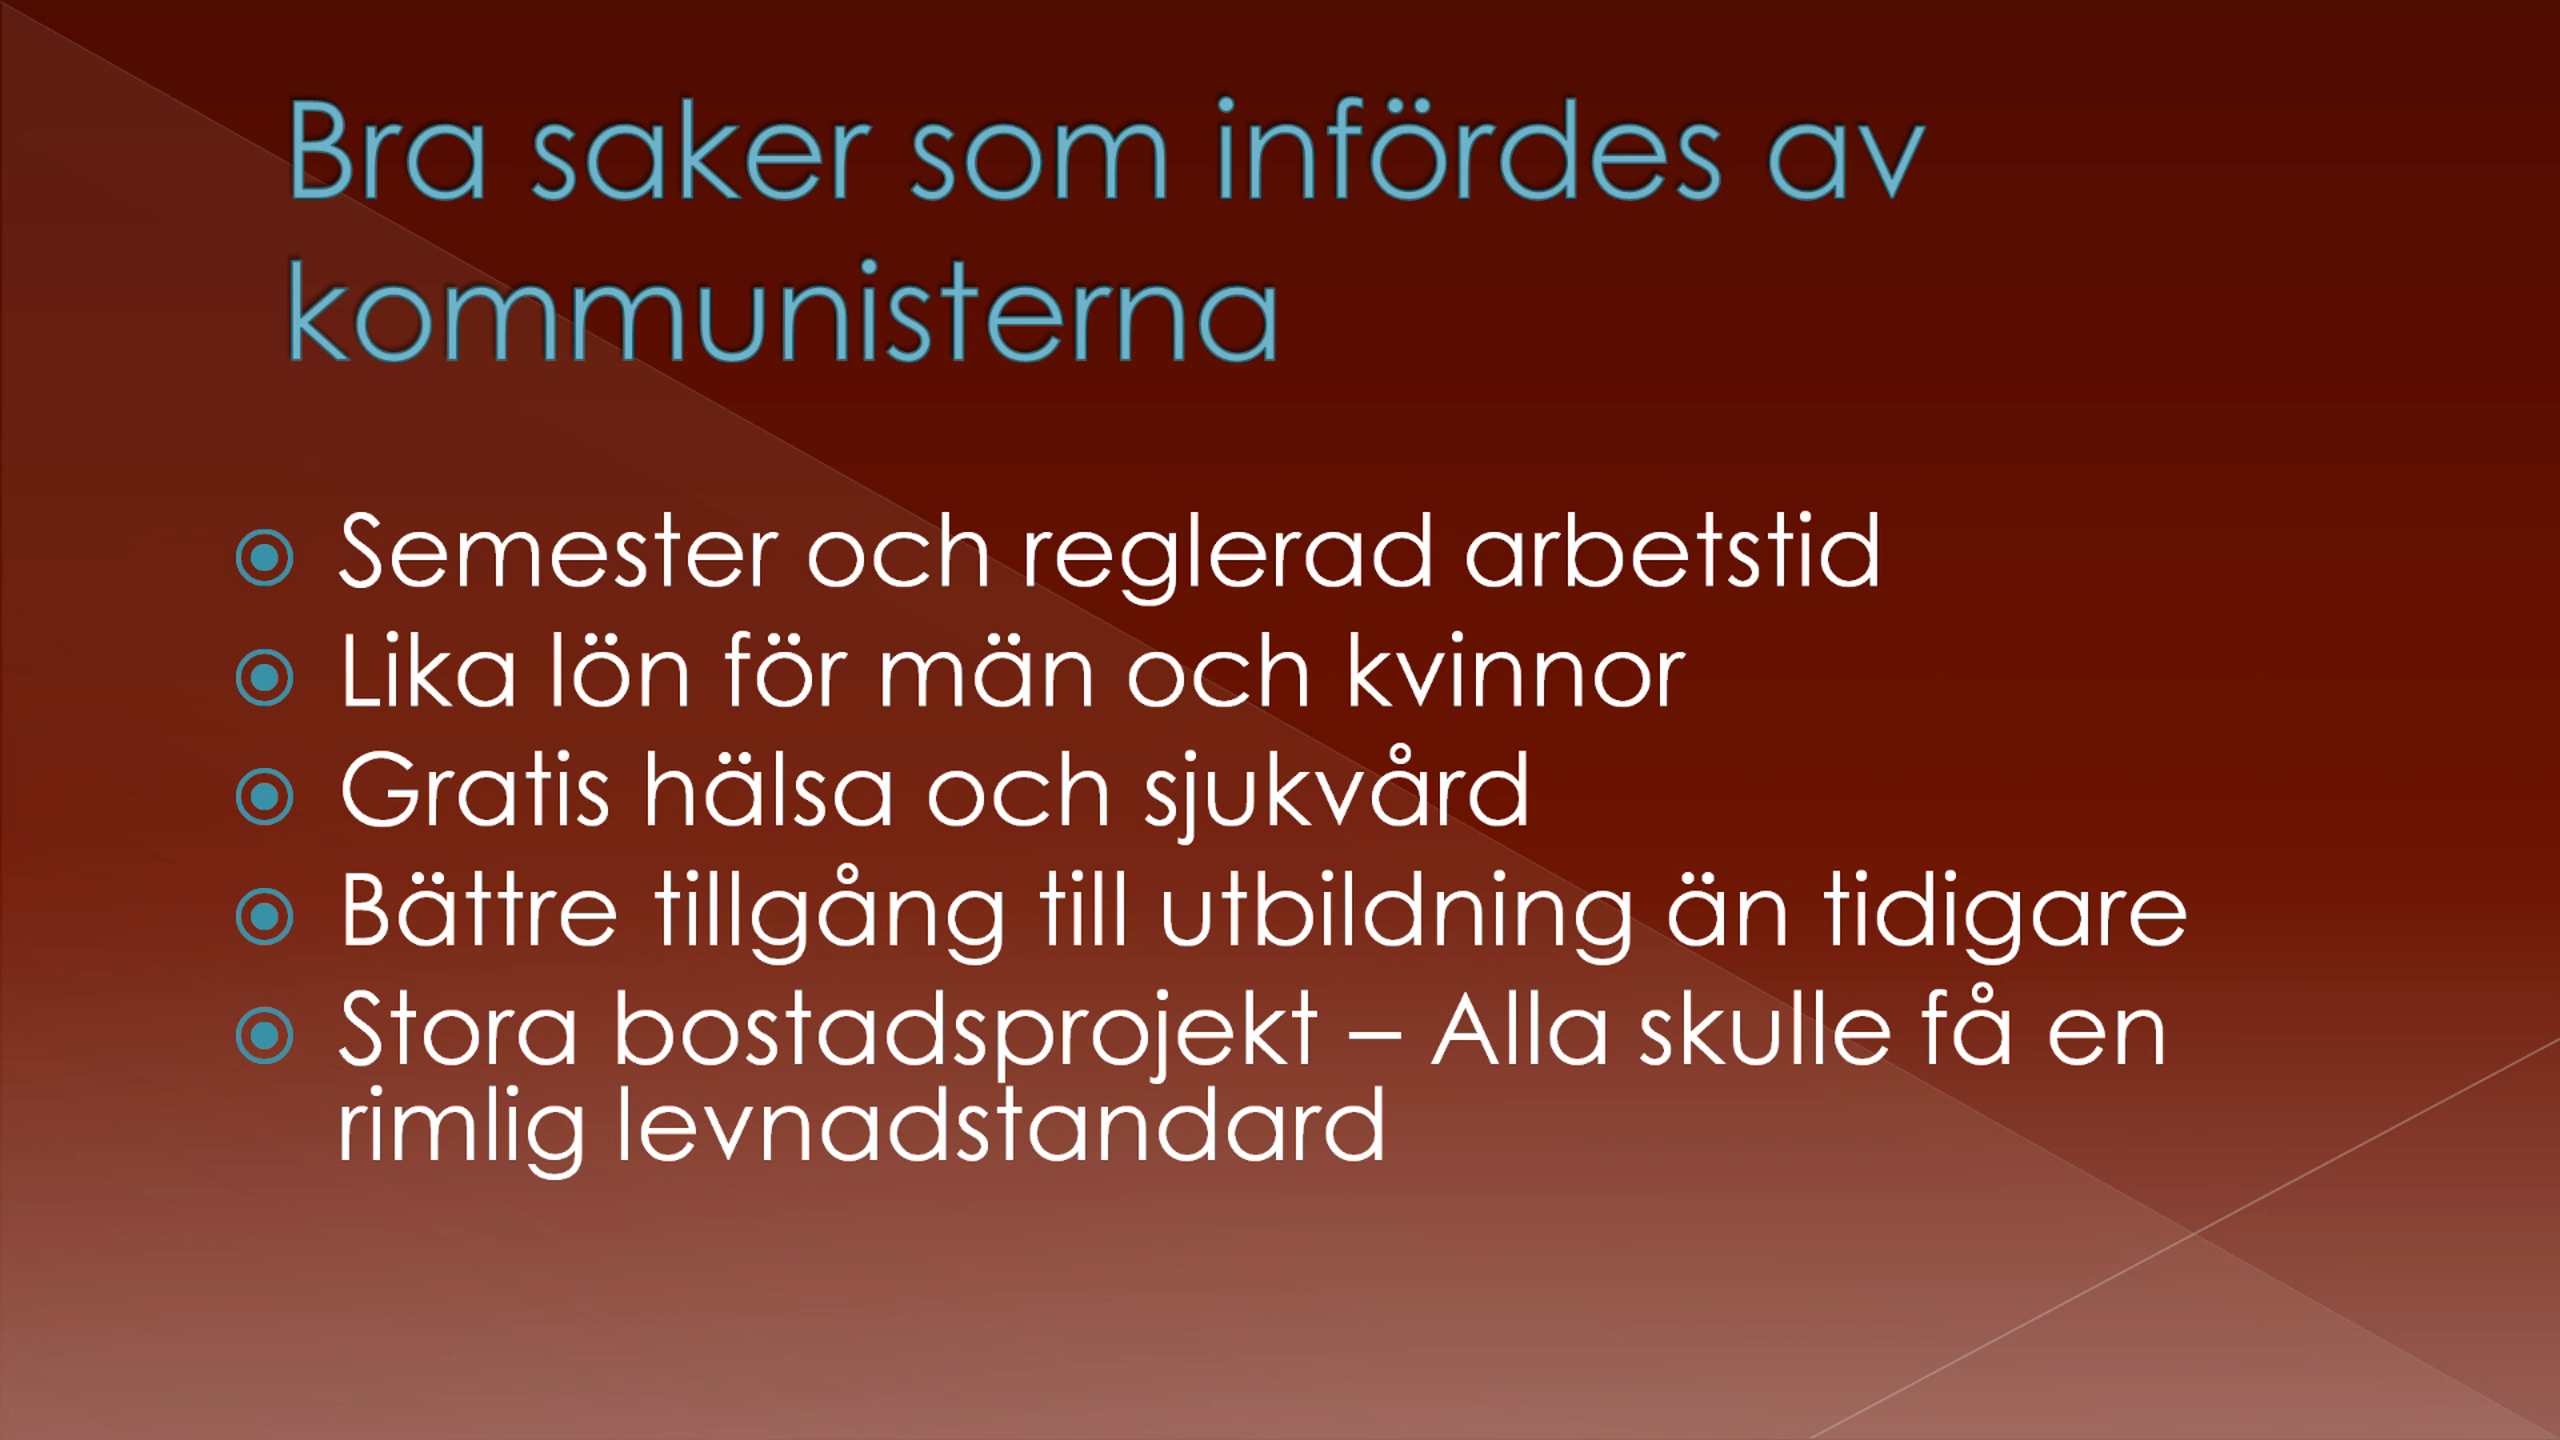 Bra saker som infördes av
kommunisterna
Semester och reglerad arbetstid
Lika lön för män och kvinnor
Gratis hälsa och sjukvård
Bättre tillgång till utbildning än tidigare
Stora bostadsprojekt – Alla skulle få en
rimlig levnadstandard